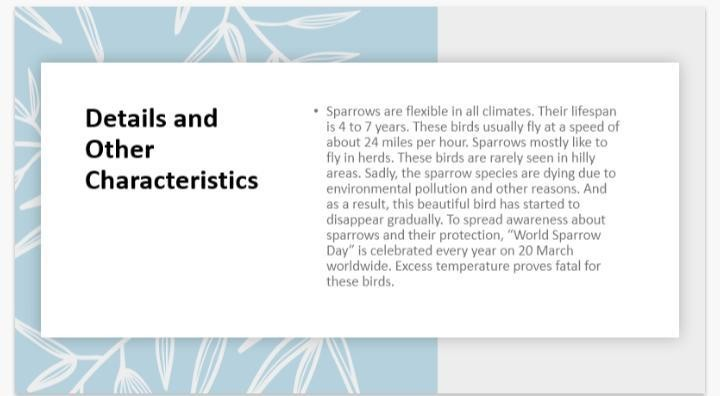 Details and
Other
Characteristics
• Sparrows are flexible in all climates. Their lifespan
is 4 to 7 years. These birds usually fly at a speed of
about 24 miles per hour. Sparrows mostly like to
fly in herds. These birds are rarely seen in hilly
areas. Sadly, the sparrow species are dying due to
environmental pollution and other reasons. And
as a result, this beautiful bird has started to
disappear gradually. To spread awareness about
sparrows and their protection, “World Sparrow
Day” is celebrated every year on 20 March
worldwide. Excess temperature proves fatal for
these birds.